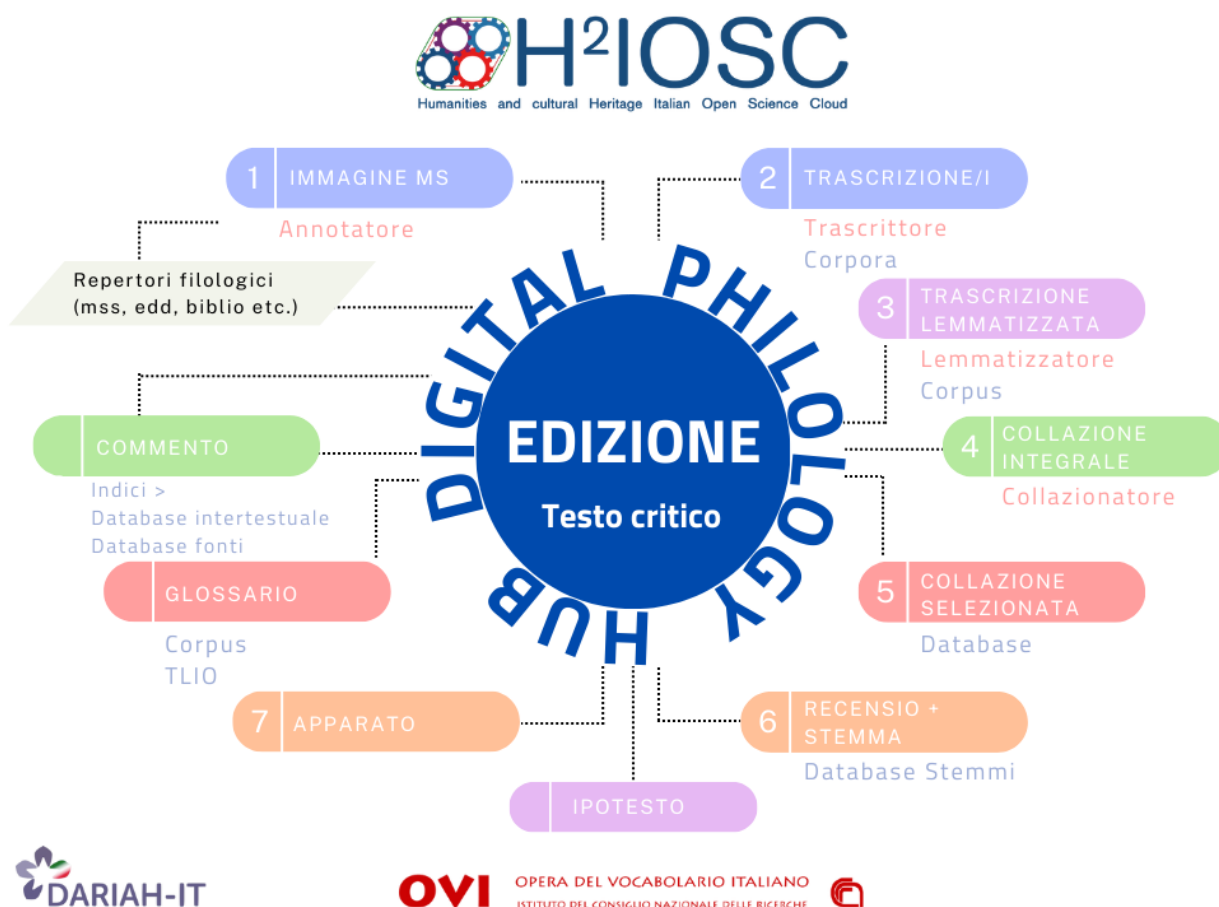 H²IOSC
Humanities and cultural Heritage Italian Open Science Cloud
1 IMMAGINE MS
Annotatore
2 TRASCRIZIONE/I
Trascrittore
Corpora
Repertori filologici
(mss, edd, biblio etc.)
3 TRASCRIZIONE
LEMMATIZZATA
Lemmatizzatore
Corpus
DIGITAL PHILOLOGY HUB
EDIZIONE
Testo critico
COMMENTO
Indici >
Database intertestuale
Database fonti
4 COLLAZIONE
INTEGRALE
Collazionatore
GLOSSARIO
Corpus
TLIO
5 COLLAZIONE
SELEZIONATA
Database
7 APPARATO
6 RECENSIO +
STEMMA
Database Stemmi
IPOTESTO
DARIAH-IT
OVI OPERA DEL VOCABOLARIO ITALIANO
ISTITUTO DEL CONSIGLIO NAZIONALE DELLE RICERCHE